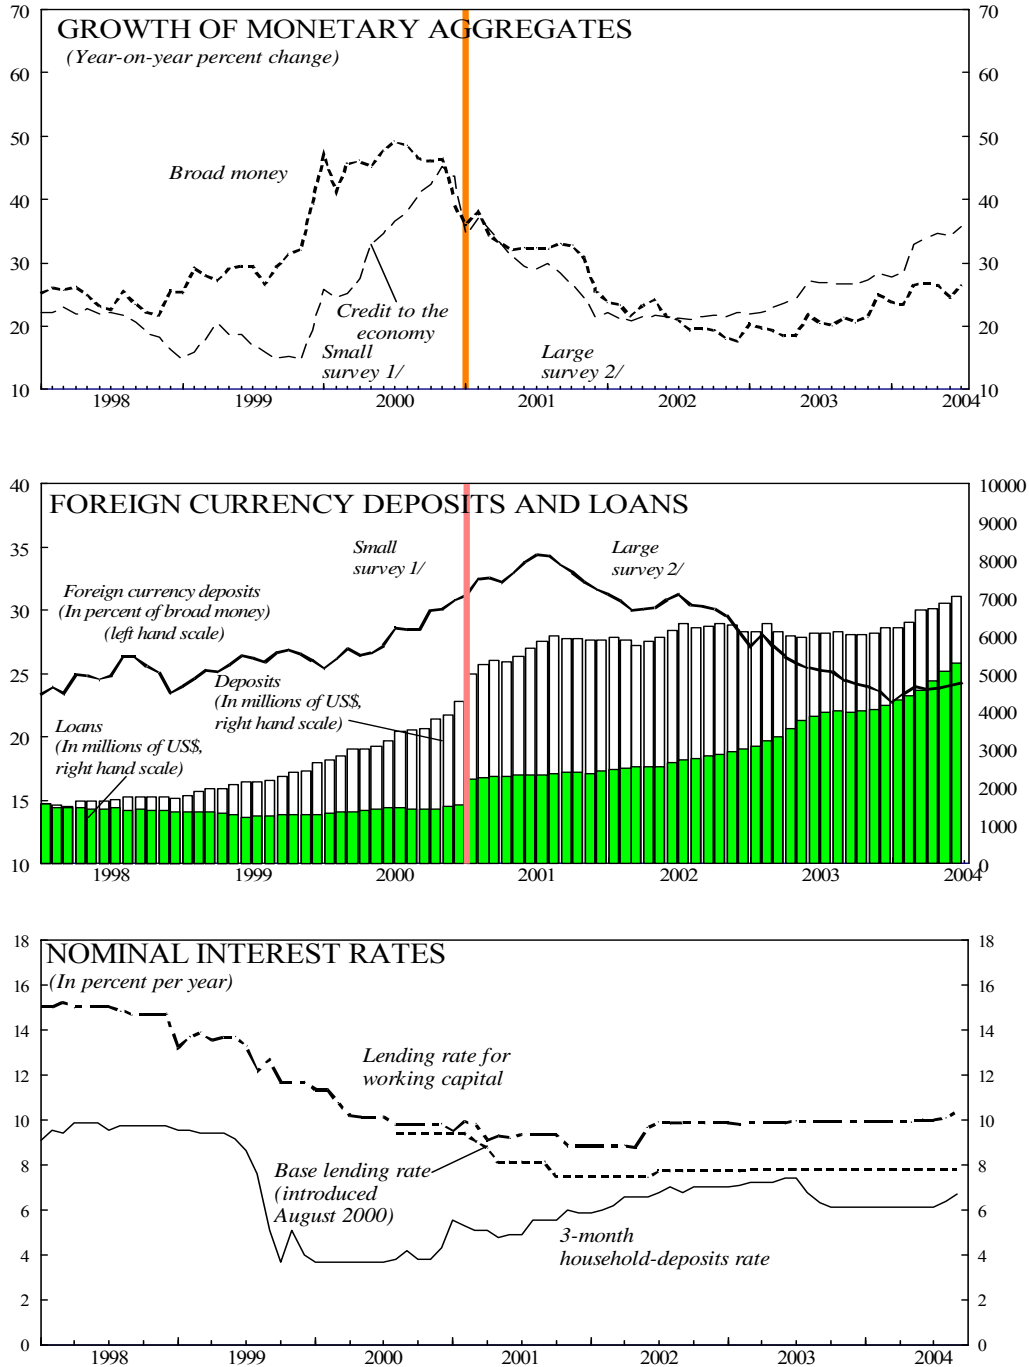 GROWTH OF MONETARY AGGREGATES
(Year-on-year percent change)
70 70
60 60
50 50
Broad money
40 40
30 30
Credit to the
economy
20 20
Small
survey 1/
Large
survey 2/
10 10
1998 1999 2000 2001 2002 2003 2004
FOREIGN CURRENCY DEPOSITS AND LOANS
40 10000
9000
35 8000
Small
survey 1/
Large
survey 2/
Foreign currency deposits
(In percent of broad money)
(left hand scale)
30 7000
6000
25 5000
Deposits
(In millions of US$,
right hand scale)
Loans
(In millions of US$,
right hand scale)
4000
20 3000
15 2000
1000
10 0
1998 1999 2000 2001 2002 2003 2004
18 18
NOMINAL INTEREST RATES
(In percent per year)
16 16
14 14
Lending rate for
working capital
12 12
10 10
8 8
Base lending rate
(introduced
August 2000)
6 6
3-month
household-deposits rate
4 4
2 2
0 0
1998 1999 2000 2001 2002 2003 2004